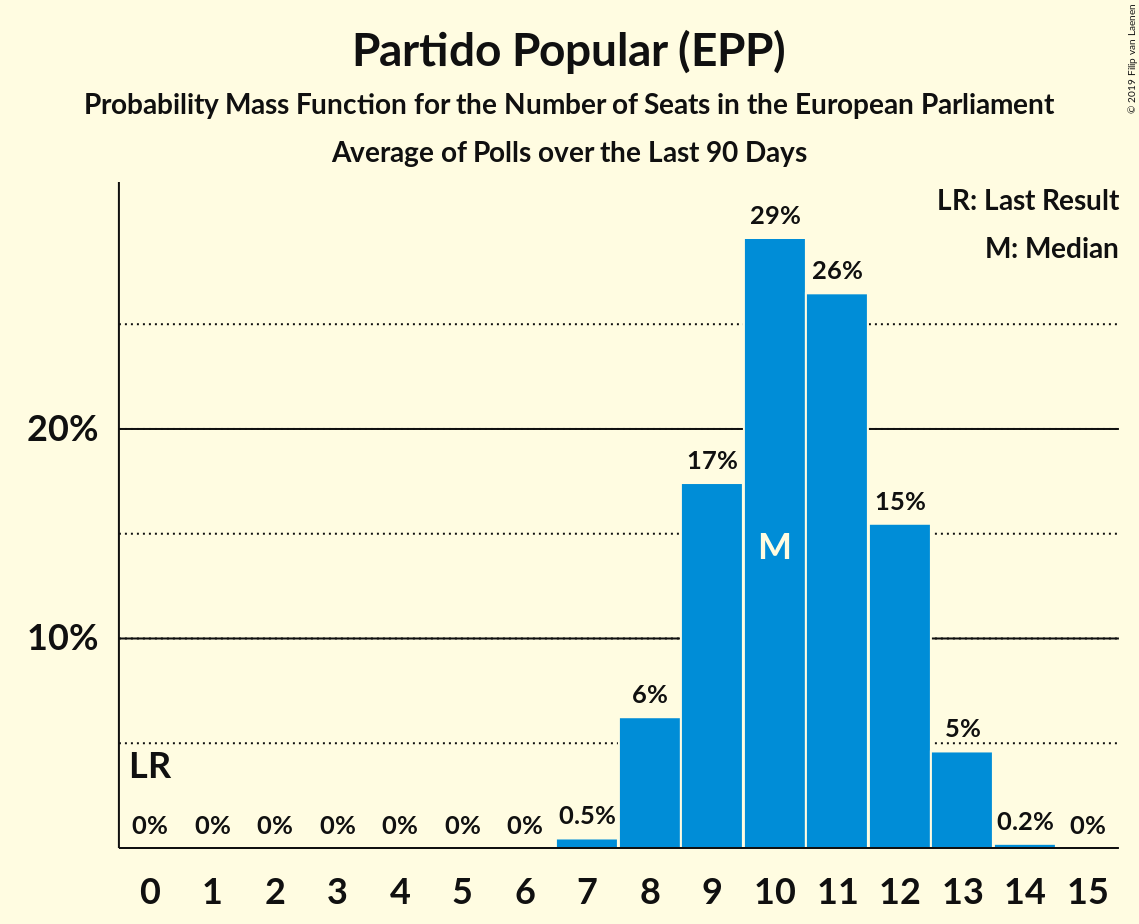 Partido Popular (EPP)
Probability Mass Function for the Number of Seats in the European Parliament
Average of Polls over the Last 90 Days
© 2019 Filip van Laenen
LR: Last Result
M: Median
29%
26%
20%
17%
15%
M
10%
6%
5%
LR
0% 0% 0% 0% 0% 0% 0% 0.5% 0.2% 0%
0 1 2 3 4 5 6 7 8 9 10 11 12 13 14 15